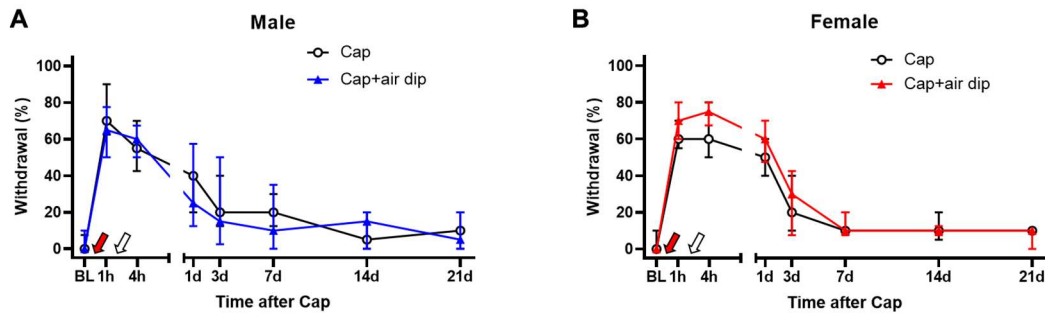 A
Male
Cap
Cap+air dip
Withdrawal (%)
100
80
60
40
20
0
BL 1h 4h 1d 3d 7d 14d 21d
Time after Cap
B
Female
Cap
Cap+air dip
Withdrawal (%)
100
80
60
40
20
0
BL 1h 4h 1d 3d 7d 14d 21d
Time after Cap